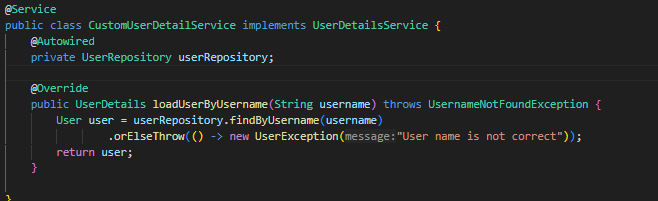 @Service
public class CustomUserDetailService implements UserDetailsService {
@Autowired
private UserRepository userRepository;
@Override
public UserDetails loadUserByUsername(String username) throws UsernameNotFoundException {
User user = userRepository.findByUsername(username)
.orElseThrow(() -> new UserException(message:"User name is not correct"));
return user;
}
}